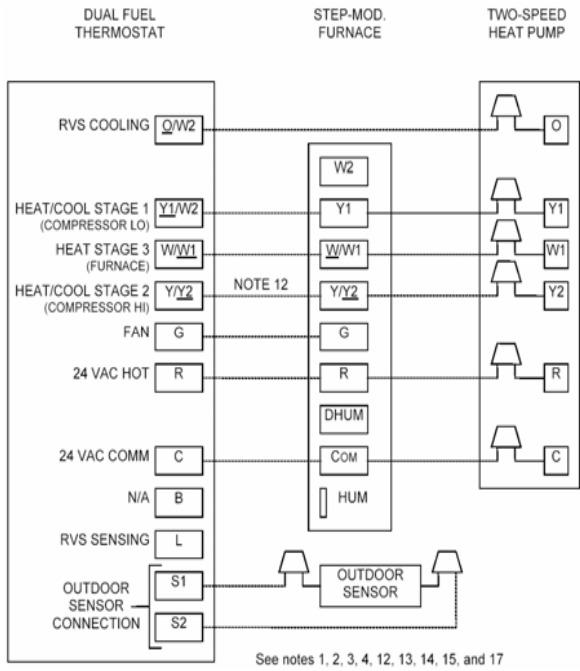 DUAL FUEL
THERMOSTAT
STEP-MOD.
FURNACE
TWO-SPEED
HEAT PUMP
RVS COOLING O/W2 O
W2
HEAT/COOL STAGE 1 Y1/W2 Y1 Y1
(COMPRESSOR LO)
HEAT STAGE 3 W/W1 W/W1 W1
(FURNACE)
HEAT/COOL STAGE 2 Y/Y2 NOTE 12 Y/Y2 Y2
(COMPRESSOR HI)
FAN G G
24 VAC HOT R R R
DHUM
24 VAC COMM C COM C
N/A B HUM
RVS SENSING L
OUTDOOR
SENSOR
CONNECTION
S1
S2
OUTDOOR
SENSOR
See notes 1, 2, 3, 4, 12, 13, 14, 15, and 17